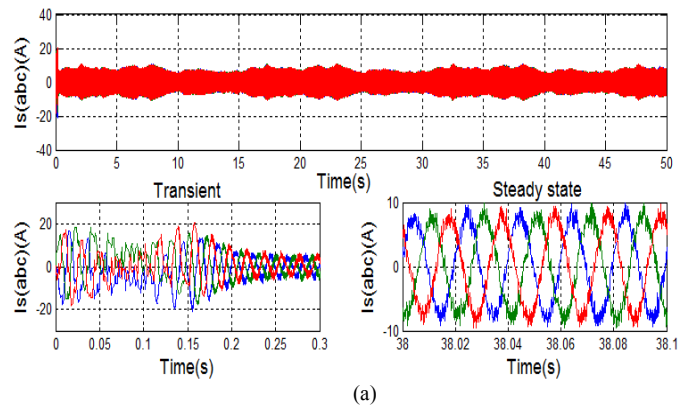 Is(abc)(A)
40
20
0
-20
-40
0 5 10 15 20 25 30 35 40 45 50
Time(s)
Transient
Steady state
Is(abc)(A)
20
0
-20
0 0.05 0.1 0.15 0.2 0.25 0.3
Time(s)
Is(abc)(A)
10
0
-10
38 38.02 38.04 38.06 38.08 38.1
Time(s)
(a)